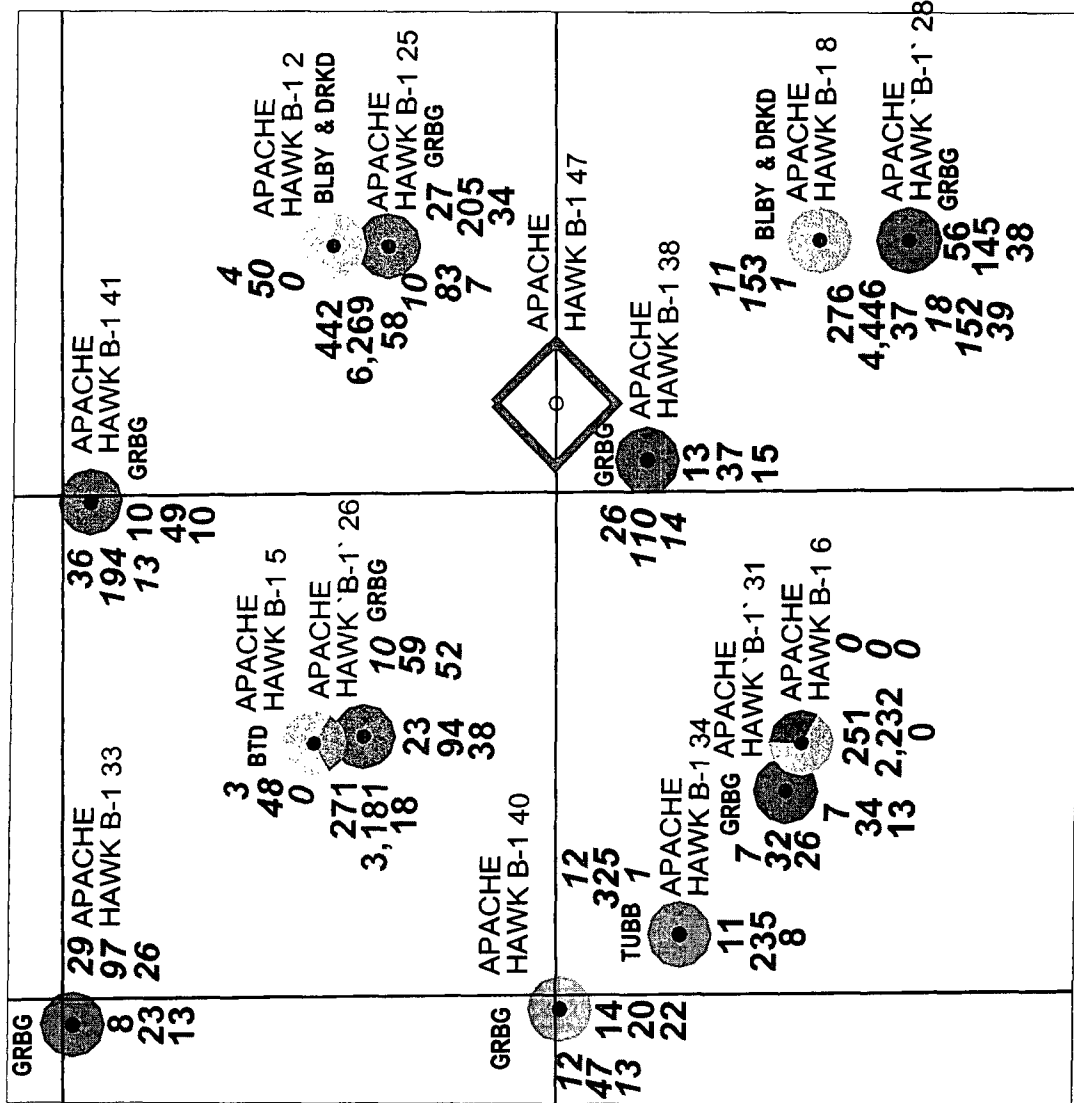 GRBG
29 APACHE
97 HAWK B-1 33
26
8
23
13
APACHE
HAWK B-1 41
GRBG
36
194
13
10
49
10
3
48
0
BTD
APACHE
HAWK B-1 5
271
3,181
18
APACHE
HAWK `B-1` 26
GRBG
10
59
52
23
94
38
4
50
0
APACHE
HAWK B-1 2
BLBY & DRKD
442
6,269
58
APACHE
HAWK B-1 25
GRBG
10
83
7
27
205
34
APACHE
HAWK B-1 40
GRBG
14
20
22
12
47
13
APACHE
HAWK B-1 47
TUBB
12
325
1
APACHE
HAWK B-1 34
11
235
8
GRBG
APACHE
HAWK `B-1` 31
7
32
26
7
34
13
APACHE
HAWK B-1 6
0
0
0
251
2,232
0
GRBG
APACHE
HAWK B-1 38
13
37
15
26
110
14
11
153
1
BLBY & DRKD
APACHE
HAWK B-1 8
276
4,446
37
APACHE
HAWK `B-1` 28
GRBG
18
152
39
56
145
38